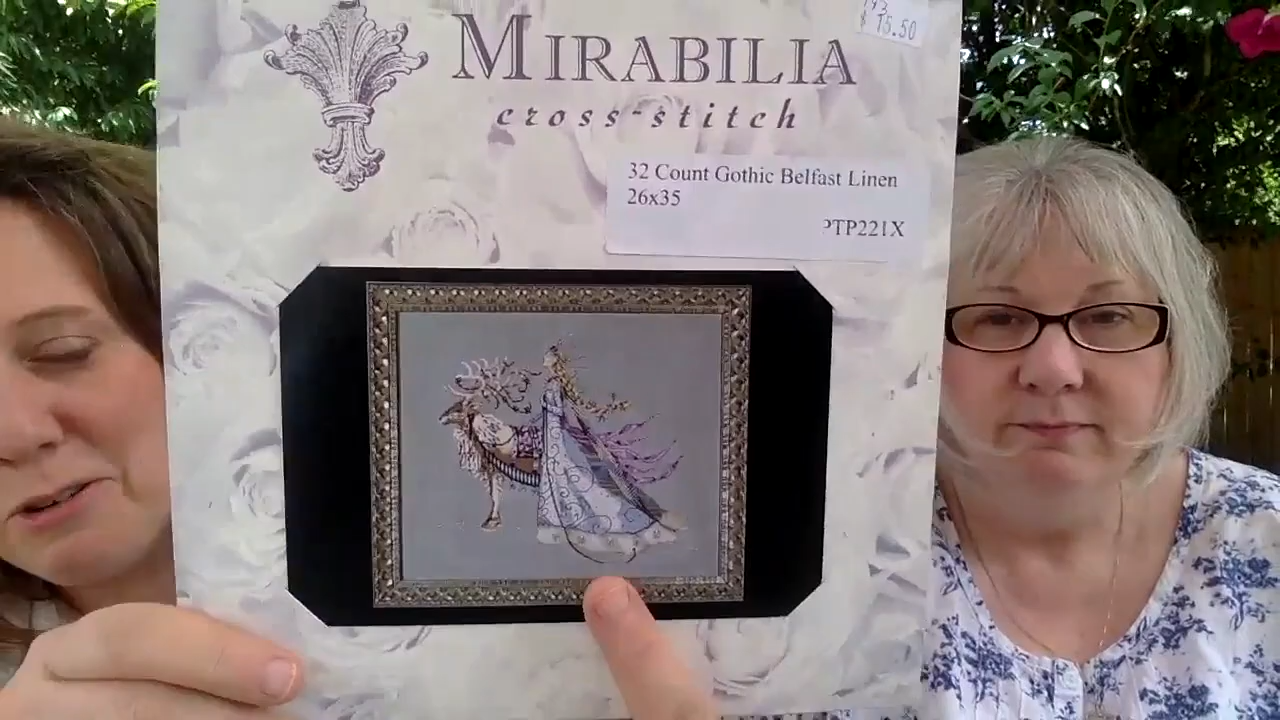 $15.50
MIRABILIA
cross-stitch
32 Count Gothic Belfast Linen
26x35
PTP221X